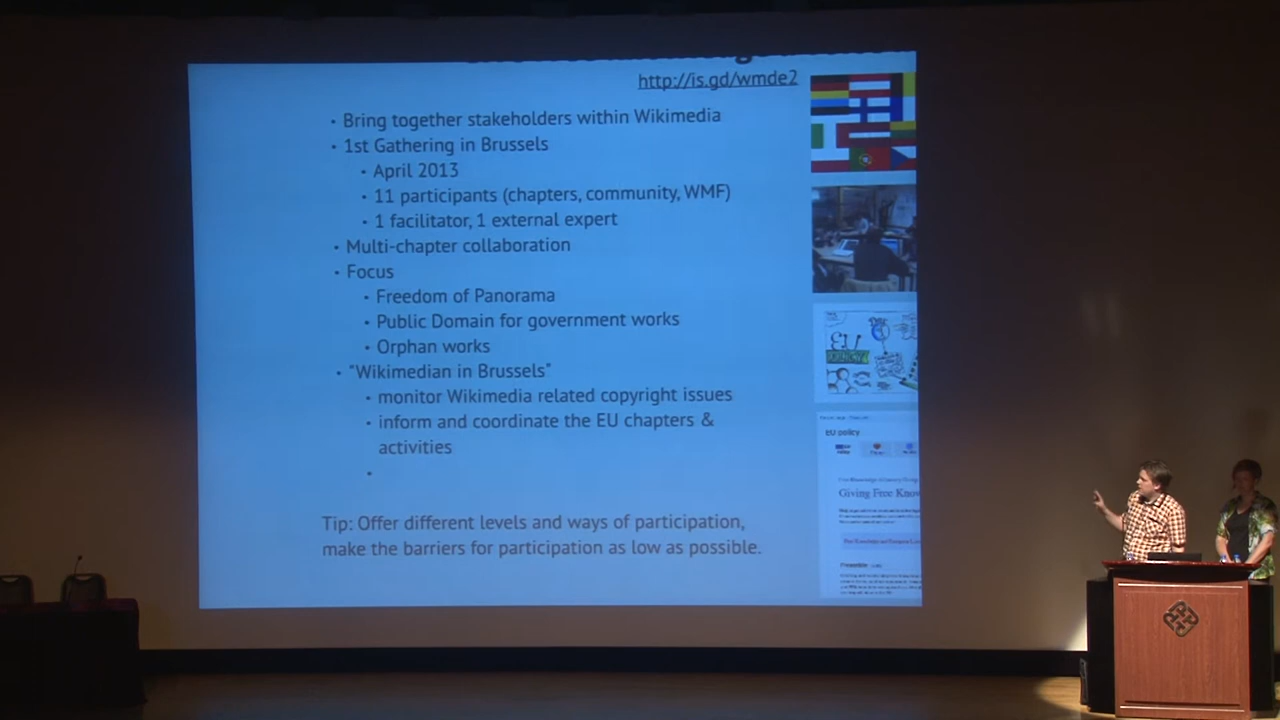 http://is.gd/wmde2
• Bring together stakeholders within Wikimedia
• 1st Gathering in Brussels
• April 2013
• 11 participants (chapters, community, WMF)
• 1 facilitator, 1 external expert
• Multi-chapter collaboration
• Focus
• Freedom of Panorama
• Public Domain for government works
• Orphan works
• "Wikimedian in Brussels"
• monitor Wikimedia related copyright issues
• inform and coordinate the EU chapters &
activities
•
Tip: Offer different levels and ways of participation,
make the barriers for participation as low as possible.
EU
EU policy
Giving Free Know